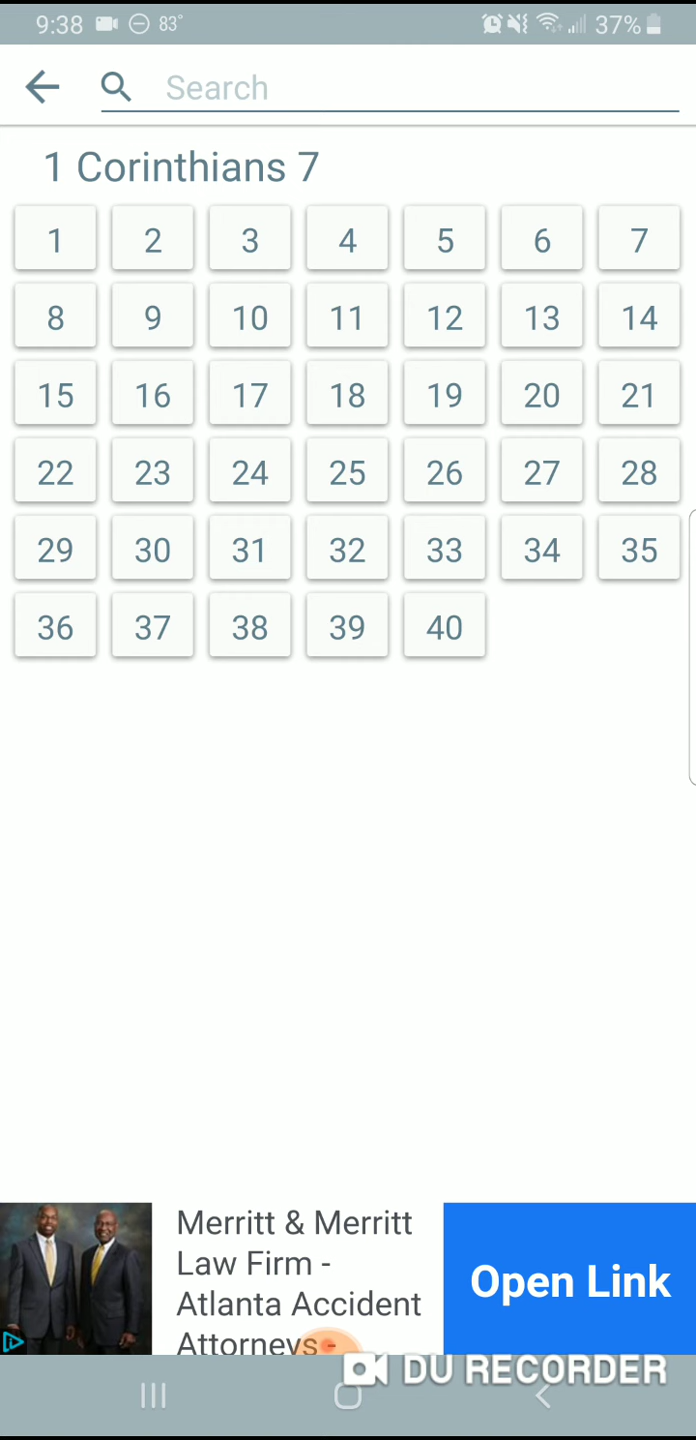 9:38 83°
37%
Search
1 Corinthians 7
1 2 3 4 5 6 7
8 9 10 11 12 13 14
15 16 17 18 19 20 21
22 23 24 25 26 27 28
29 30 31 32 33 34 35
36 37 38 39 40
Merritt & Merritt
Law Firm -
Atlanta Accident
Attorneys -
Open Link
DU RECORDER